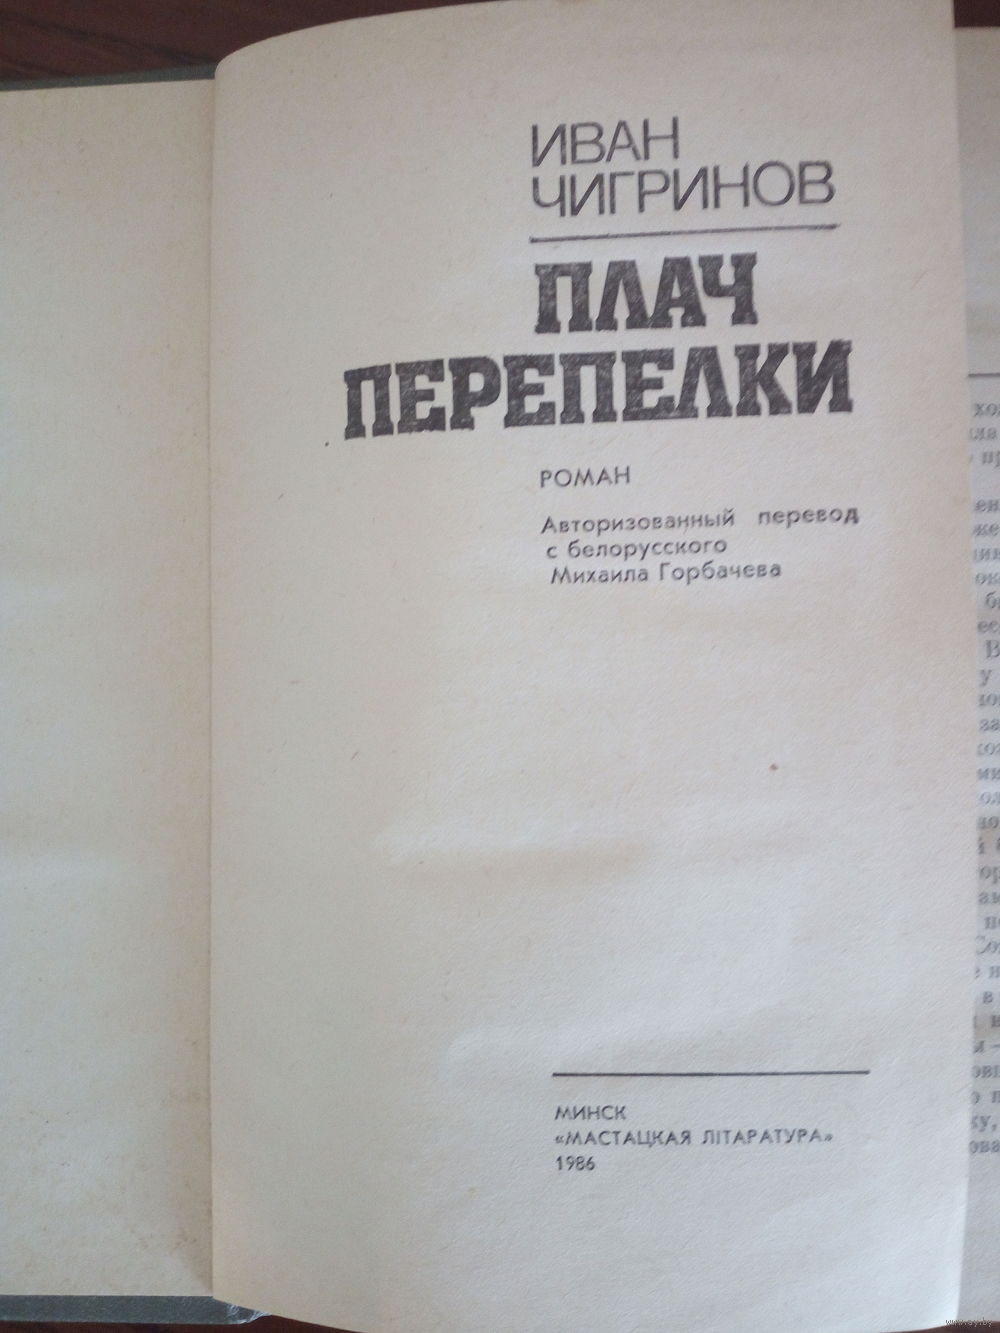 ИВАН
ЧИГРИНОВ
ПЛАЧ
ПЕРЕПЕЛКИ
РОМАН
Авторизованный перевод
с белорусского
Михаила Горбачева
МИНСК
«МАСТАЦКАЯ ЛІТАРАТУРА»
1986